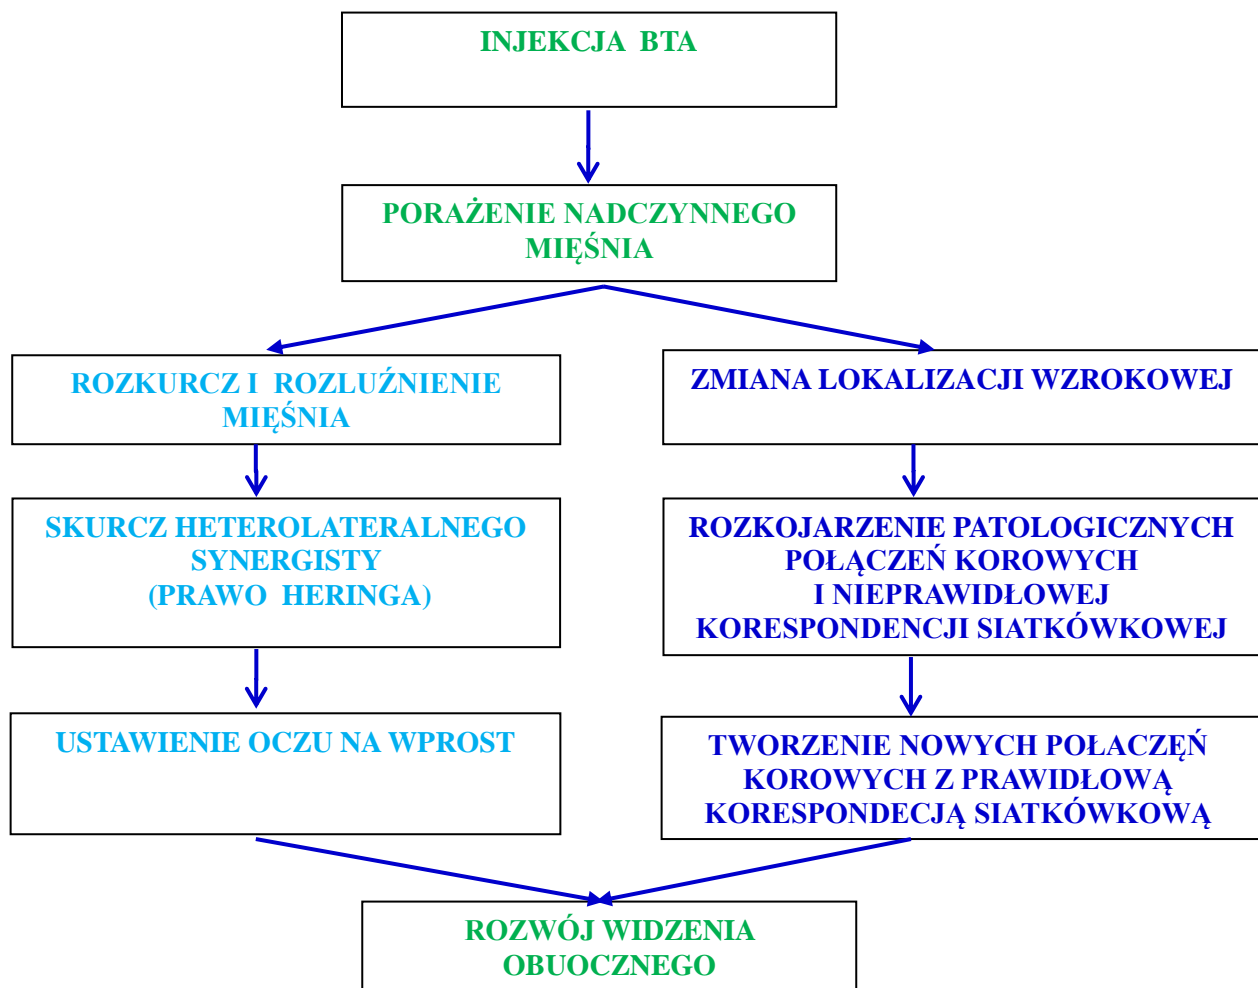 INJEKCJA BTA
PORAŻENIE NADCZYNNEGO
MIĘŚNIA
ROZKURCZ I ROZLUŹNIENIE
MIĘŚNIA
ZMIANA LOKALIZACJI WZROKOWEJ
SKURCZ HETEROLATERALNEGO
SYNERGISTY
(PRAWO HERINGA)
ROZKOJARZENIE PATOLOGICZNYCH
POŁĄCZEŃ KOROWYCH
I NIEPRAWIDŁOWEJ
KORESPONDENCJI SIATKÓWKOWEJ
USTAWIENIE OCZU NA WPROST
TWORZENIE NOWYCH POŁACZĘŃ
KOROWYCH Z PRAWIDŁOWĄ
KORESPONDECJĄ SIATKÓWKOWĄ
ROZWÓJ WIDZENIA
OBUOCZNEGO